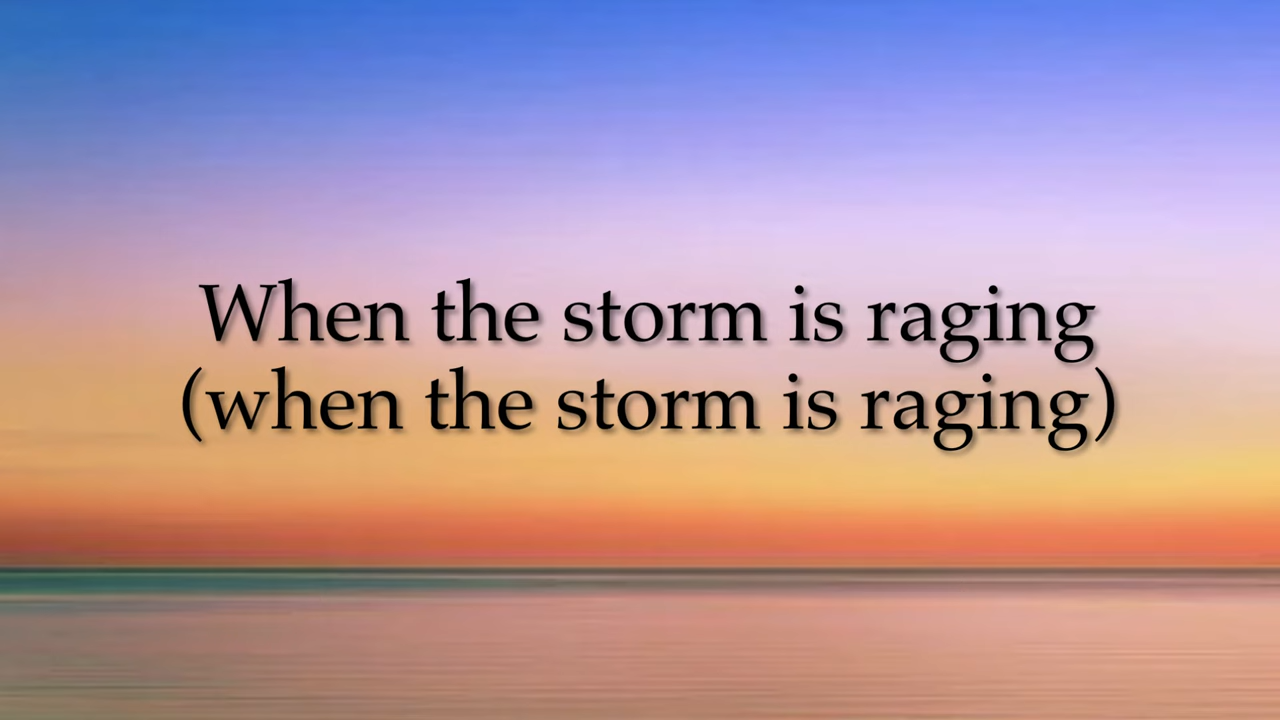 When the storm is raging
(when the storm is raging)